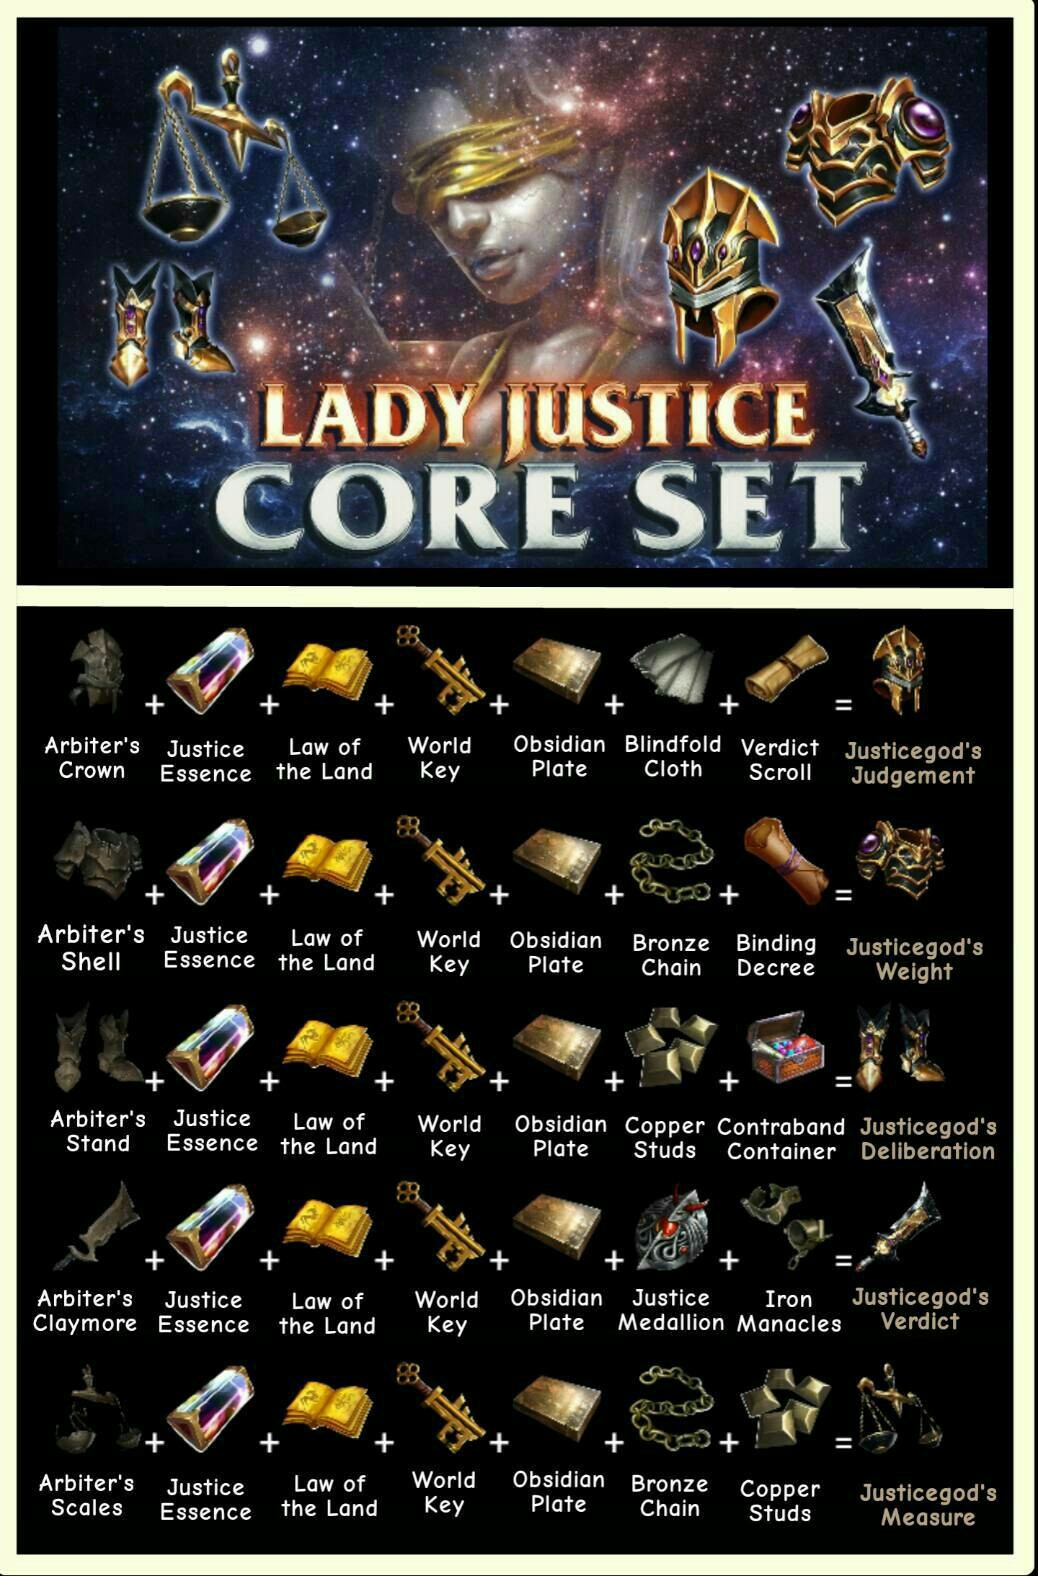 LADY JUSTICE
CORE SET
+ + + + + + =
Arbiter's Crown
Justice Essence
Law of the Land
World Key
Obsidian Plate
Blindfold Cloth
Verdict Scroll
Justicegod's Judgement
+ + + + + + =
Arbiter's Shell
Justice Essence
Law of the Land
World Key
Obsidian Plate
Bronze Chain
Binding Decree
Justicegod's Weight
+ + + + + + =
Arbiter's Stand
Justice Essence
Law of the Land
World Key
Obsidian Plate
Copper Studs
Contraband Container
Justicegod's Deliberation
+ + + + + + =
Arbiter's Claymore
Justice Essence
Law of the Land
World Key
Obsidian Plate
Justice Medallion
Iron Manacles
Justicegod's Verdict
+ + + + + + =
Arbiter's Scales
Justice Essence
Law of the Land
World Key
Obsidian Plate
Bronze Chain
Copper Studs
Justicegod's Measure